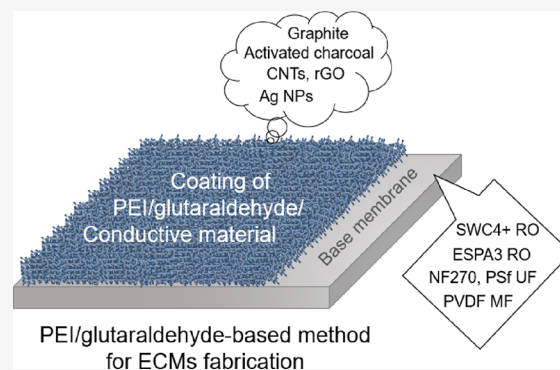 Graphite
Activated charcoal
CNTs, rGO
Ag NPs
Coating of
PEI/glutaraldehyde/
Conductive material
Base membrane
SWC4+ RO
ESPA3 RO
NF270, PSf UF
PVDF MF
PEI/glutaraldehyde-based method
for ECMs fabrication